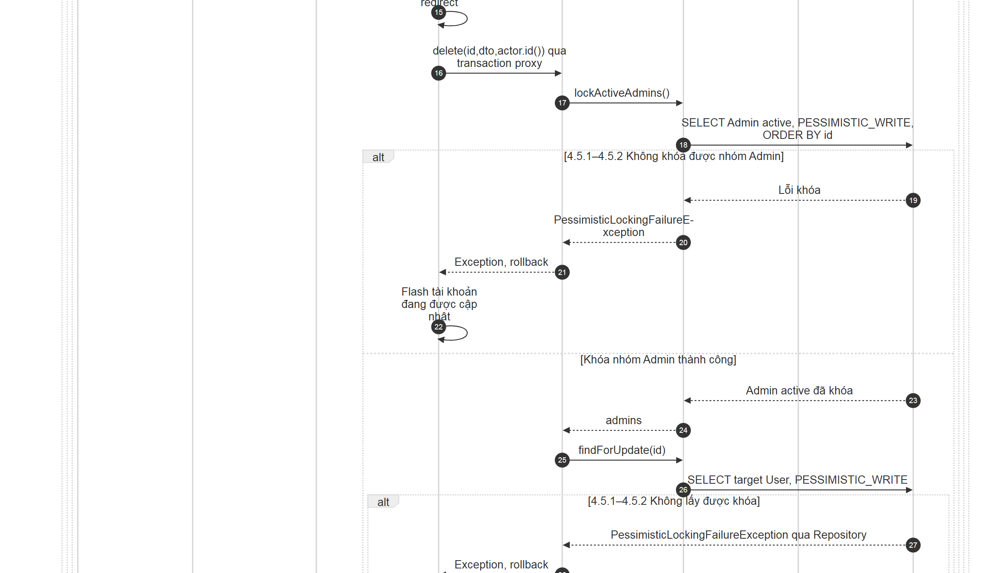 redirect
15
delete(id,dto,actor.id()) qua
transaction proxy
16
lockActiveAdmins()
17
SELECT Admin active, PESSIMISTIC_WRITE,
ORDER BY id
18
alt
[4.5.1–4.5.2 Không khóa được nhóm Admin]
Lỗi khóa
19
PessimisticLockingFailureE-
xception
20
Exception, rollback
21
Flash tài khoản
đang được cập
nhật
22
[Khóa nhóm Admin thành công]
Admin active đã khóa
23
admins
24
findForUpdate(id)
25
SELECT target User, PESSIMISTIC_WRITE
26
alt
[4.5.1–4.5.2 Không lấy được khóa]
PessimisticLockingFailureException qua Repository
27
Exception, rollback